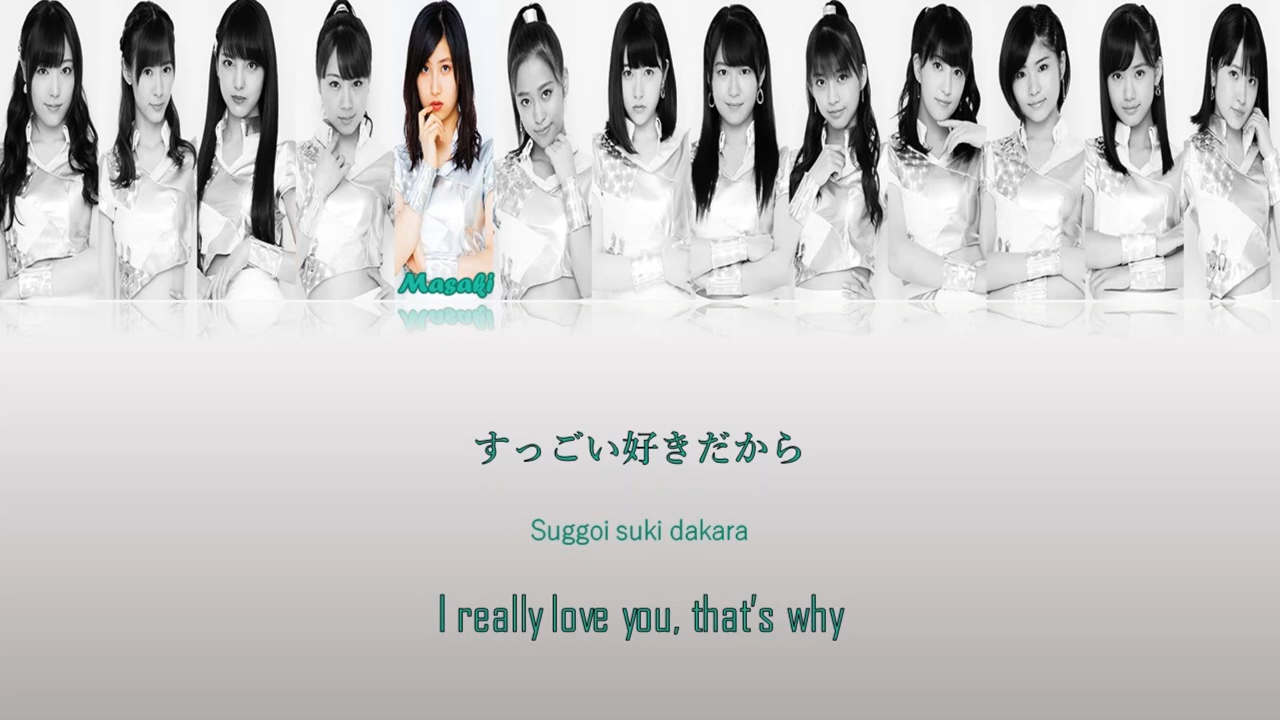 Masaki
すっごい好きだから
Suggoi suki dakara
I really love you, that's why